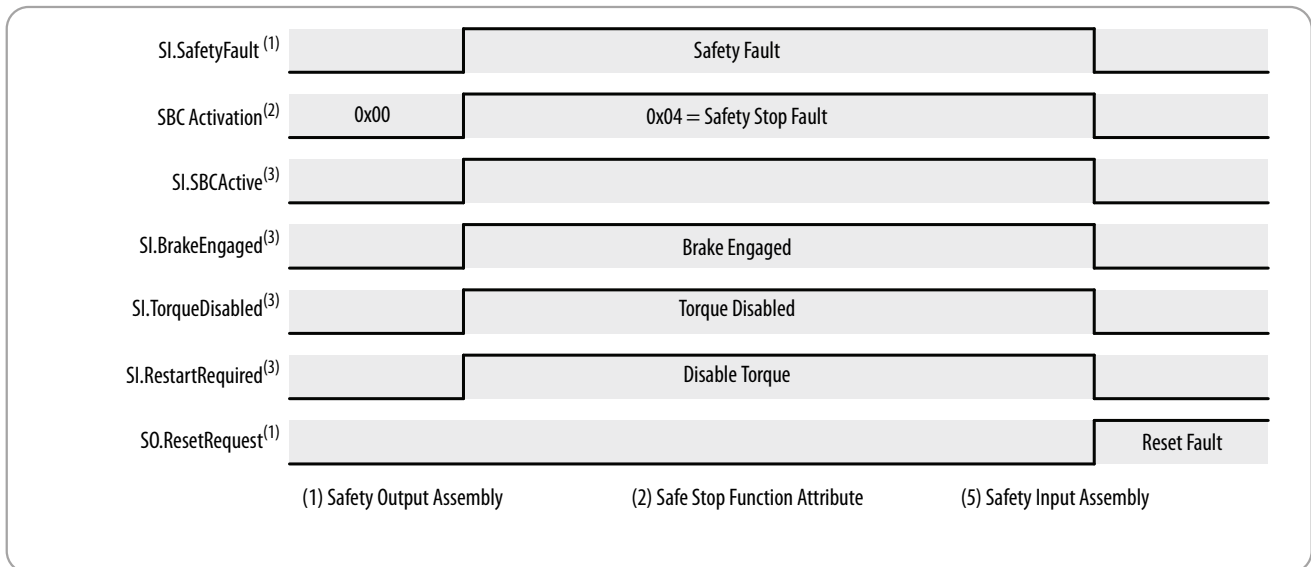 SI.SafetyFault (1) Safety Fault
SBC Activation(2) 0x00 0x04 = Safety Stop Fault
SI.SBCActive(3)
SI.BrakeEngaged(3) Brake Engaged
SI.TorqueDisabled(3) Torque Disabled
SI.RestartRequired(3) Disable Torque
SO.ResetRequest(1) Reset Fault
(1) Safety Output Assembly (2) Safe Stop Function Attribute (5) Safety Input Assembly